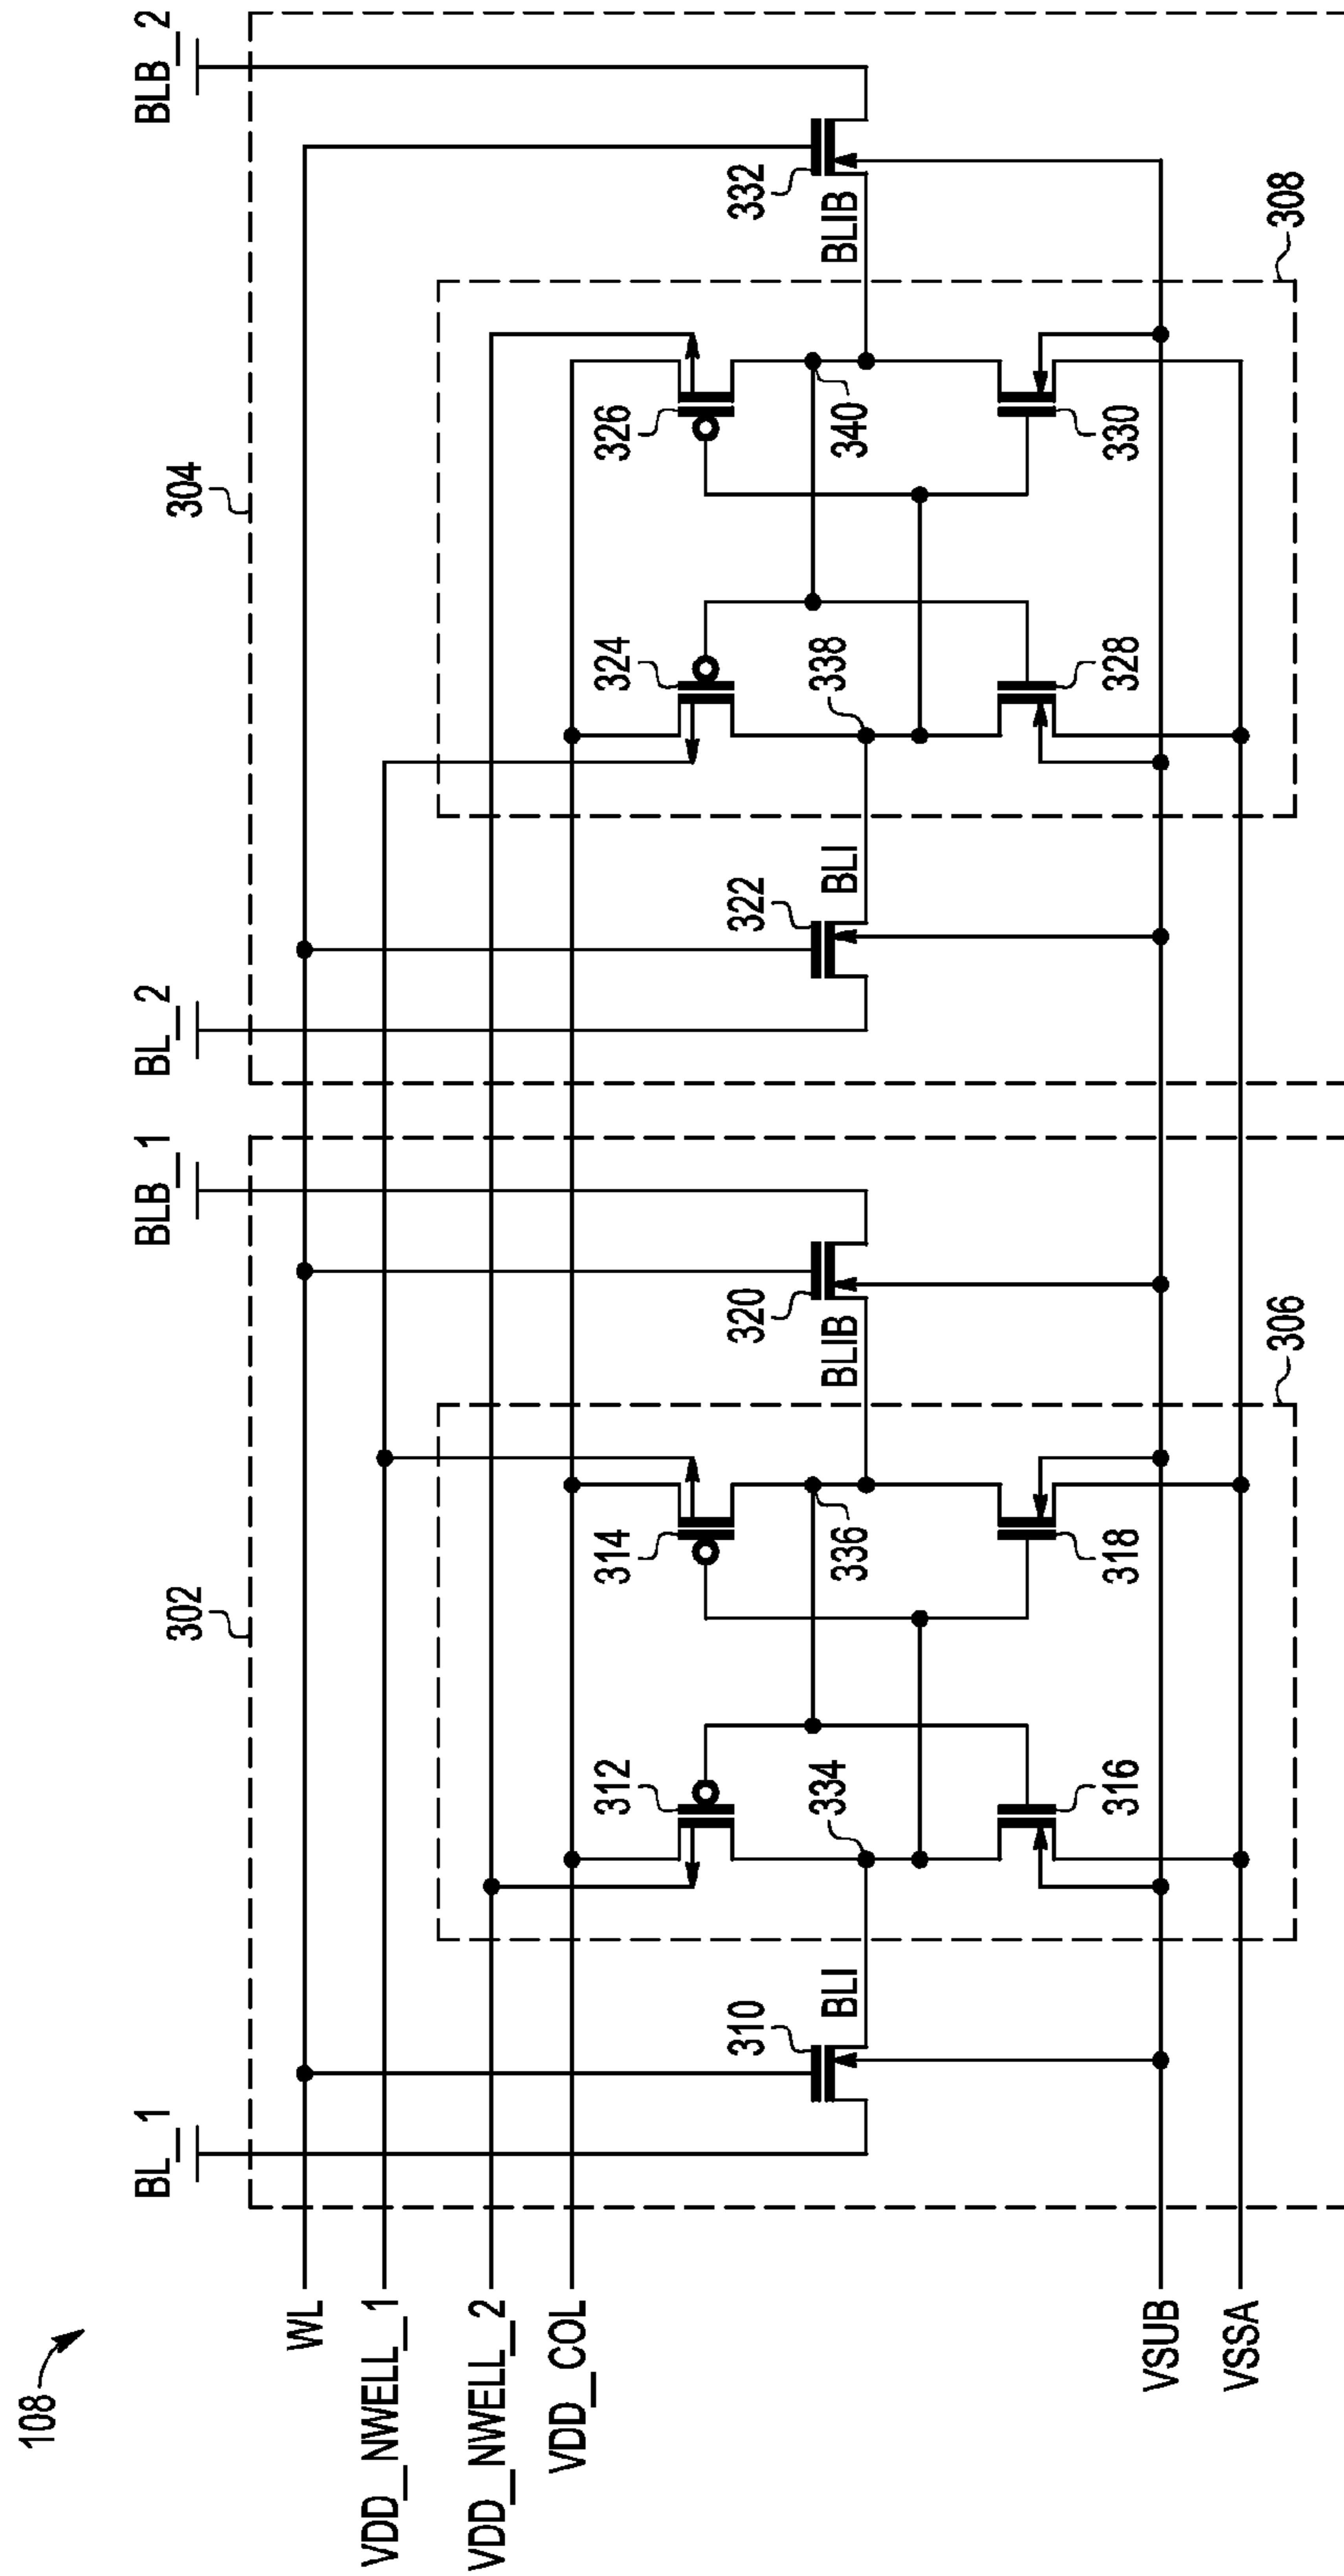 108
BL_1
BLB_1
BL_2
BLB_2
302
304
WL
VDD_NWELL_1
VDD_NWELL_2
VDD_COL
312
314
324
326
310
BLI
334
336
BLIB
320
322
BLI
338
340
BLIB
332
316
318
328
330
VSUB
VSSA
306
308